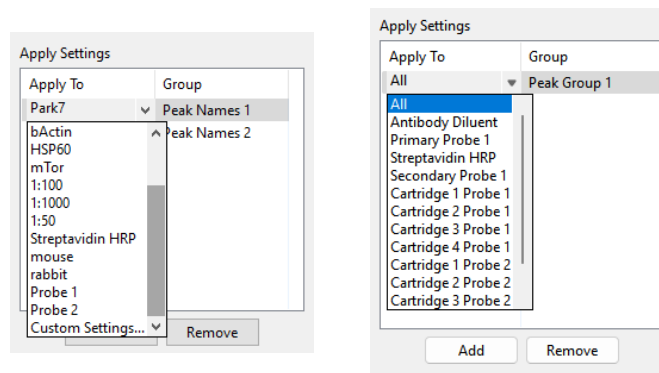 Apply Settings
Apply To Group
Park7 Peak Names 1
Peak Names 2
bActin
HSP60
mTor
1:100
1:1000
1:50
Streptavidin HRP
mouse
rabbit
Probe 1
Probe 2
Custom Settings...
Remove
Apply Settings
Apply To Group
All Peak Group 1
All
Antibody Diluent
Primary Probe 1
Streptavidin HRP
Secondary Probe 1
Cartridge 1 Probe 1
Cartridge 2 Probe 1
Cartridge 3 Probe 1
Cartridge 4 Probe 1
Cartridge 1 Probe 2
Cartridge 2 Probe 2
Cartridge 3 Probe 2
Add Remove